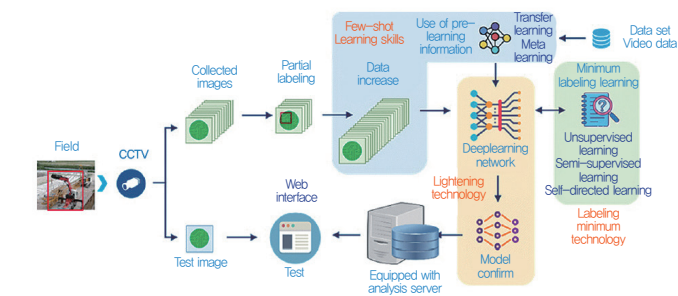 Few-shot
Learning skills
Use of pre-
learning
information
Transfer
learning
Meta
learning
Data set
Video data
Collected
images
Partial
labeling
Data
increase
Minimum
labeling learning
Unsupervised
learning
Semi-supervised
learning
Self-directed learning
Labeling
minimum
technology
Deeplearning
network
Field
CCTV
Lightening
technology
Web
interface
Test image
Test
Equipped with
analysis server
Model
confirm